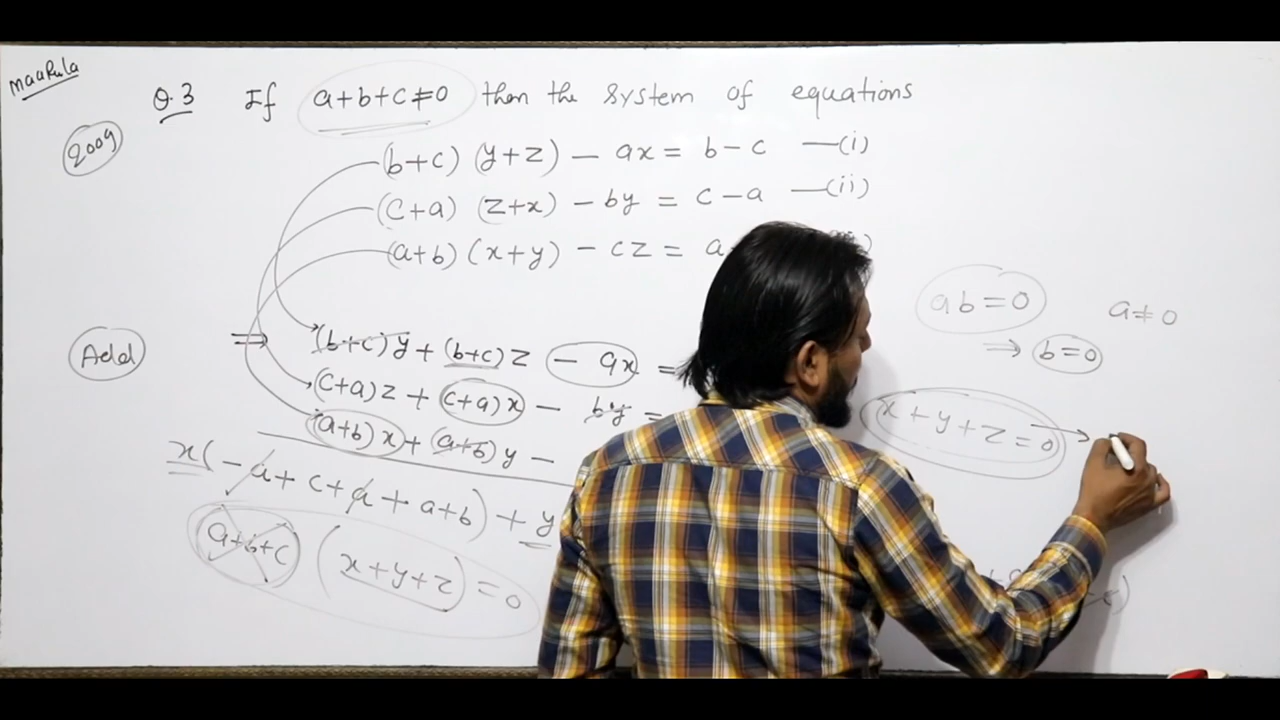 MaaRula
Q.3 If a+b+c≠0 then the system of equations
2009
(b+c) (y+z) - ax = b-c —(i)
(c+a) (z+x) - by = c-a —(ii)
(a+b) (x+y) - cz = a
ab=0 a≠0
⇒ b=0
Add
⇒ (b+c)y + (b+c)z - ax =
(c+a)z + (c+a)x - by =
(a+b)x + (a+b)y -
x+y+z=0 →
x(-a+c+a+a+b) + y
(a+b+c) (x+y+z) = 0